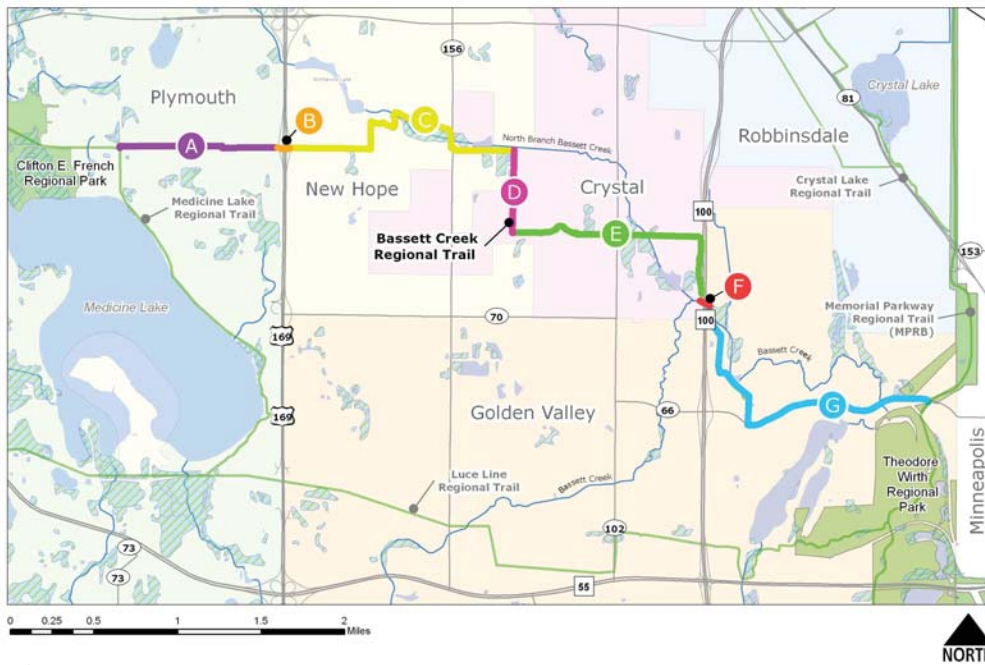 156
Plymouth
B
Crystal Lake
81
A
C
Robbinsdale
North Branch Bassett Creek
Clifton E. French
Regional Park
New Hope
D
Crystal
Crystal Lake
Regional Trail
Medicine Lake
Regional Trail
100
Bassett Creek
Regional Trail
E
153
F
Medicine Lake
Memorial Parkway
Regional Trail
(MPRB)
70
100
169
Bassett Creek
G
169
Golden Valley
66
Minneapolis
Theodore
Wirth
Regional
Park
Luce Line
Regional Trail
Bassett Creek
102
73
73
55
0 0.25 0.5 1 1.5 2
Miles
NORTH